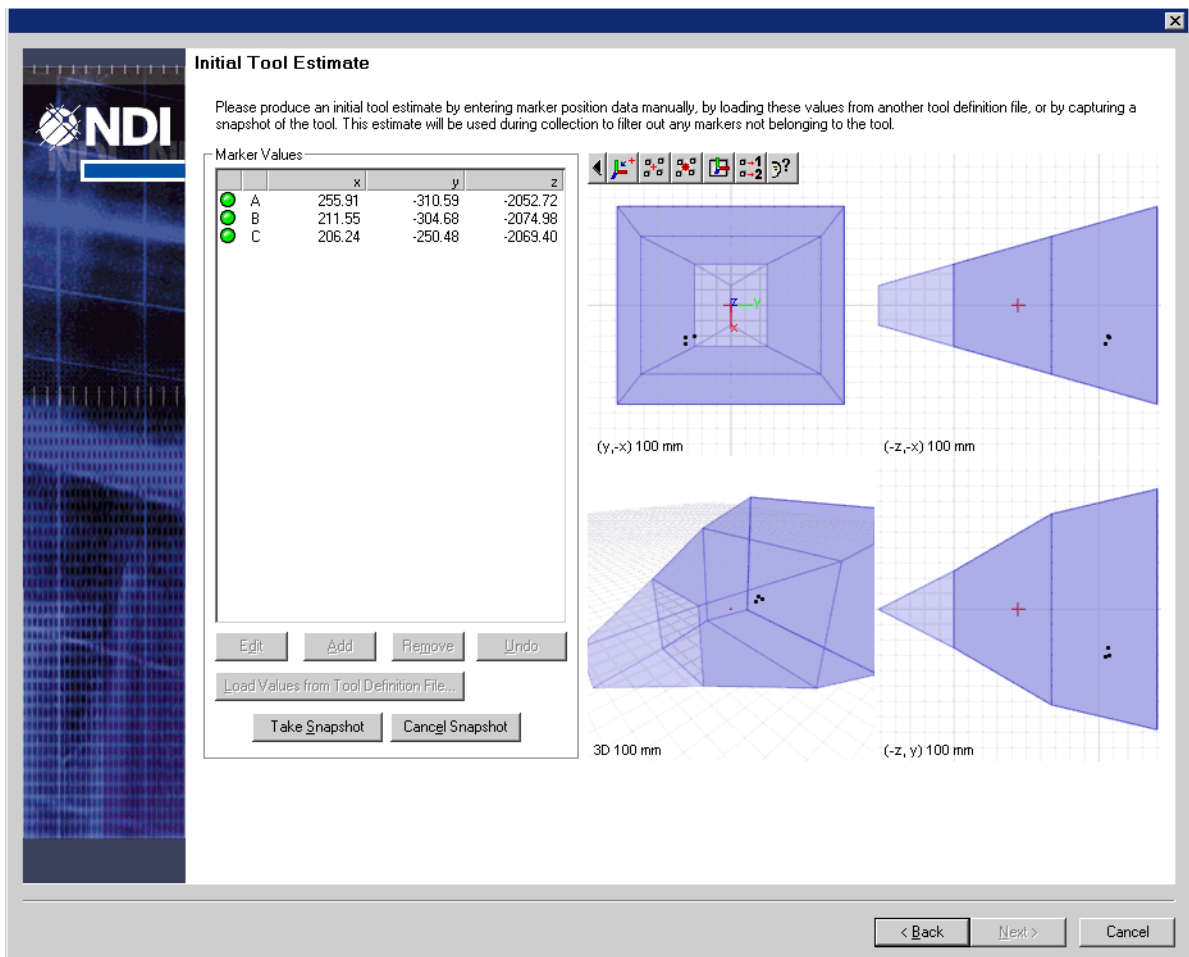 Initial Tool Estimate
NDI
Please produce an initial tool estimate by entering marker position data manually, by loading these values from another tool definition file, or by capturing a
snapshot of the tool. This estimate will be used during collection to filter out any markers not belonging to the tool.
Marker Values
x y z
A 255.91 -310.59 -2052.72
B 211.55 -304.68 -2074.98
C 206.24 -250.48 -2069.40
Edit Add Remove Undo
Load Values from Tool Definition File...
Take Snapshot Cancel Snapshot
1
2
?
z y
x
(y,-x) 100 mm
(-z,-x) 100 mm
3D 100 mm
(-z, y) 100 mm
< Back Next > Cancel